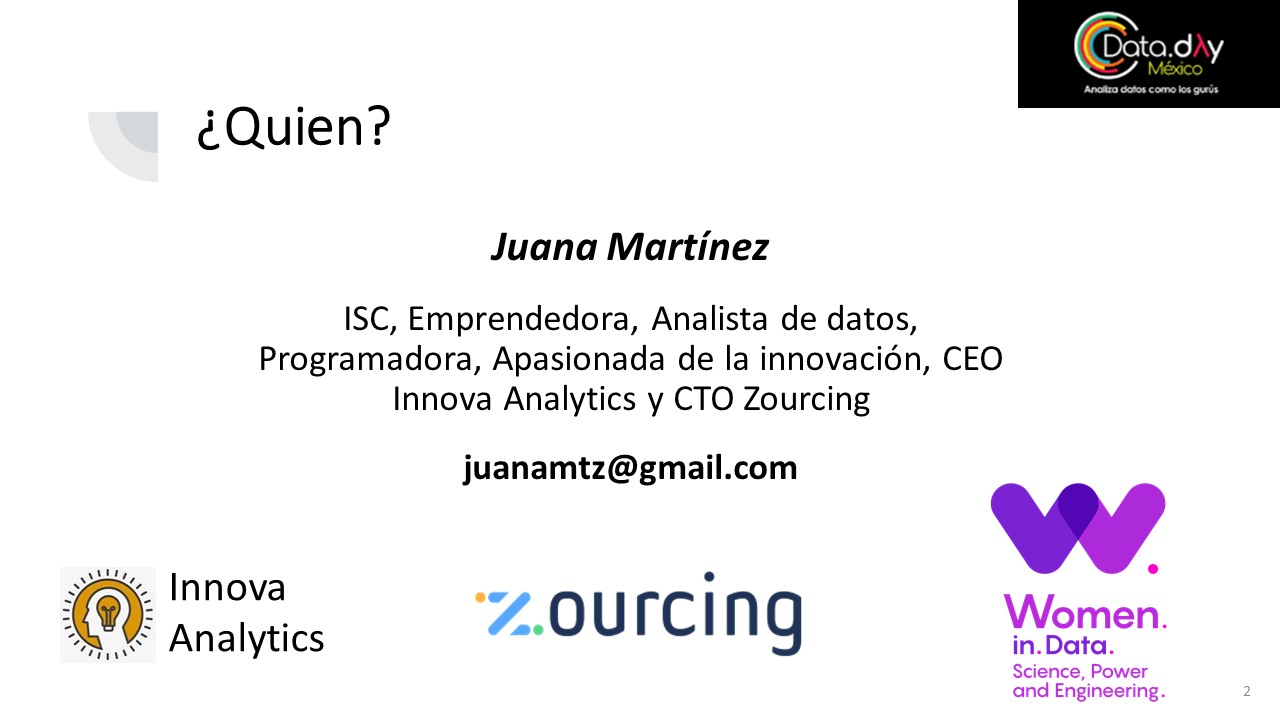 Data.dλy
México
Analiza datos como los gurús
¿Quien?
Juana Martínez
ISC, Emprendedora, Analista de datos,
Programadora, Apasionada de la innovación, CEO
Innova Analytics y CTO Zourcing
juanamtz@gmail.com
Innova
Analytics
z.ourcing
Women.
in.Data.
Science, Power
and Engineering.
2